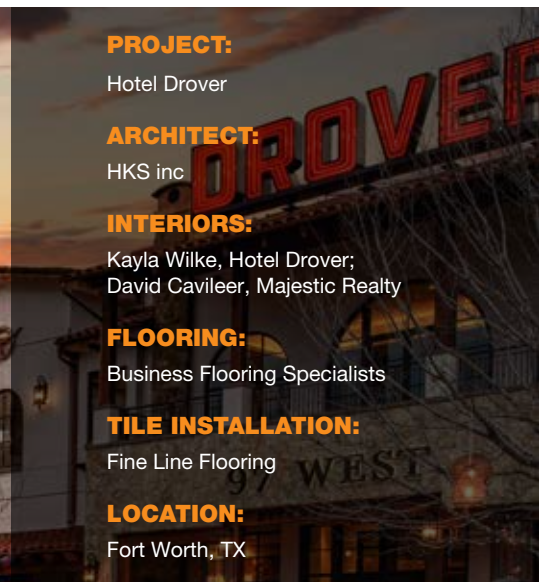 PROJECT:
Hotel Drover
ARCHITECT:
HKS inc
INTERIORS:
Kayla Wilke, Hotel Drover;
David Cavileer, Majestic Realty
FLOORING:
Business Flooring Specialists
TILE INSTALLATION:
Fine Line Flooring
LOCATION:
Fort Worth, TX
DROVER
97 WEST